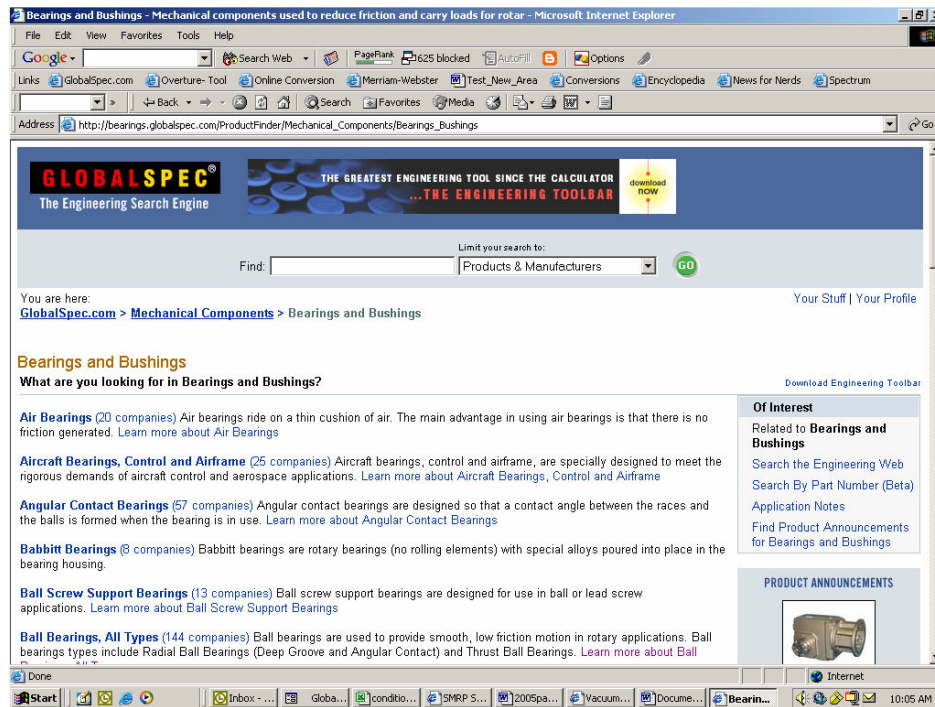 Bearings and Bushings - Mechanical components used to reduce friction and carry loads for rotar - Microsoft Internet Explorer
File Edit View Favorites Tools Help
Google Search Web PageRank 625 blocked AutoFill Options
Links GlobalSpec.com Overture- Tool Online Conversion Merriam-Webster Test_New_Area Conversions Encyclopedia News for Nerds Spectrum
» Back Search Favorites Media
Address http://bearings.globalspec.com/ProductFinder/Mechanical_Components/Bearings_Bushings Go
GLOBALSPEC®
The Engineering Search Engine
THE GREATEST ENGINEERING TOOL SINCE THE CALCULATOR
...THE ENGINEERING TOOLBAR
download
now
Limit your search to:
Find: Products & Manufacturers GO
You are here:
Your Stuff | Your Profile
GlobalSpec.com > Mechanical Components > Bearings and Bushings
Bearings and Bushings
What are you looking for in Bearings and Bushings?
Download Engineering Toolbar
Air Bearings (20 companies) Air bearings ride on a thin cushion of air. The main advantage in using air bearings is that there is no
friction generated. Learn more about Air Bearings
Aircraft Bearings, Control and Airframe (25 companies) Aircraft bearings, control and airframe, are specially designed to meet the
rigorous demands of aircraft control and aerospace applications. Learn more about Aircraft Bearings, Control and Airframe
Angular Contact Bearings (57 companies) Angular contact bearings are designed so that a contact angle between the races and
the balls is formed when the bearing is in use. Learn more about Angular Contact Bearings
Babbitt Bearings (8 companies) Babbitt bearings are rotary bearings (no rolling elements) with special alloys poured into place in the
bearing housing.
Ball Screw Support Bearings (13 companies) Ball screw support bearings are designed for use in ball or lead screw
applications. Learn more about Ball Screw Support Bearings
Ball Bearings, All Types (144 companies) Ball bearings are used to provide smooth, low friction motion in rotary applications. Ball
bearings types include Radial Ball Bearings (Deep Groove and Angular Contact) and Thrust Ball Bearings. Learn more about Ball
Of Interest
Related to Bearings and
Bushings
Search the Engineering Web
Search By Part Number (Beta)
Application Notes
Find Product Announcements
for Bearings and Bushings
PRODUCT ANNOUNCEMENTS
Done Internet
Start Inbox - ... Globa... conditio... SMRP S... 2005pa... Vacuum... Docume... Bearin... 10:05 AM